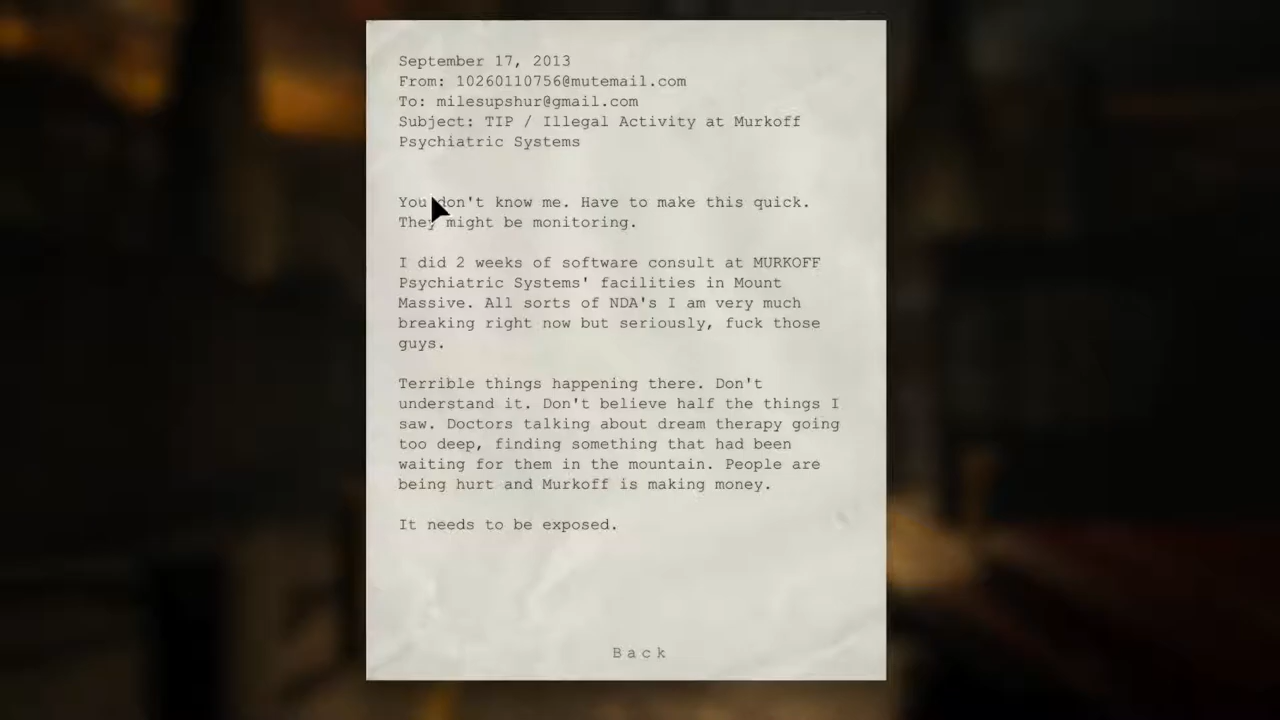 September 17, 2013
From: 10260110756@mutemail.com
To: milesupshur@gmail.com
Subject: TIP / Illegal Activity at Murkoff
Psychiatric Systems
You don't know me. Have to make this quick.
They might be monitoring.
I did 2 weeks of software consult at MURKOFF
Psychiatric Systems' facilities in Mount
Massive. All sorts of NDA's I am very much
breaking right now but seriously, fuck those
guys.
Terrible things happening there. Don't
understand it. Don't believe half the things I
saw. Doctors talking about dream therapy going
too deep, finding something that had been
waiting for them in the mountain. People are
being hurt and Murkoff is making money.
It needs to be exposed.
Back